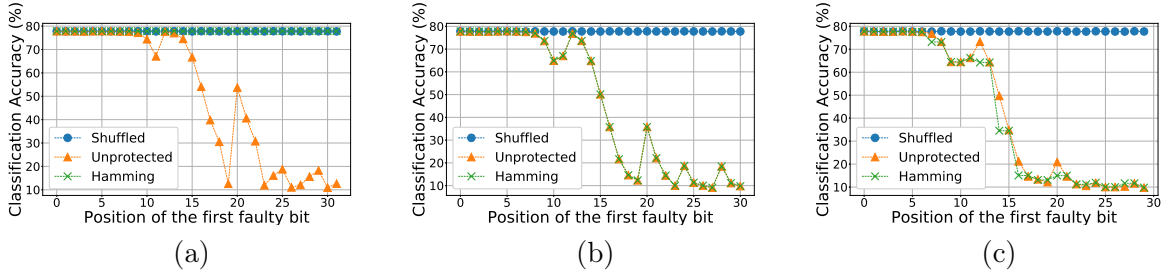 Classification Accuracy (%)
80
70
60
50
40
30
20
10
Shuffled
Unprotected
Hamming
0 5 10 15 20 25 30
Position of the first faulty bit
(a)
Classification Accuracy (%)
80
70
60
50
40
30
20
10
Shuffled
Unprotected
Hamming
0 5 10 15 20 25 30
Position of the first faulty bit
(b)
Classification Accuracy (%)
80
70
60
50
40
30
20
10
Shuffled
Unprotected
Hamming
0 5 10 15 20 25 30
Position of the first faulty bit
(c)